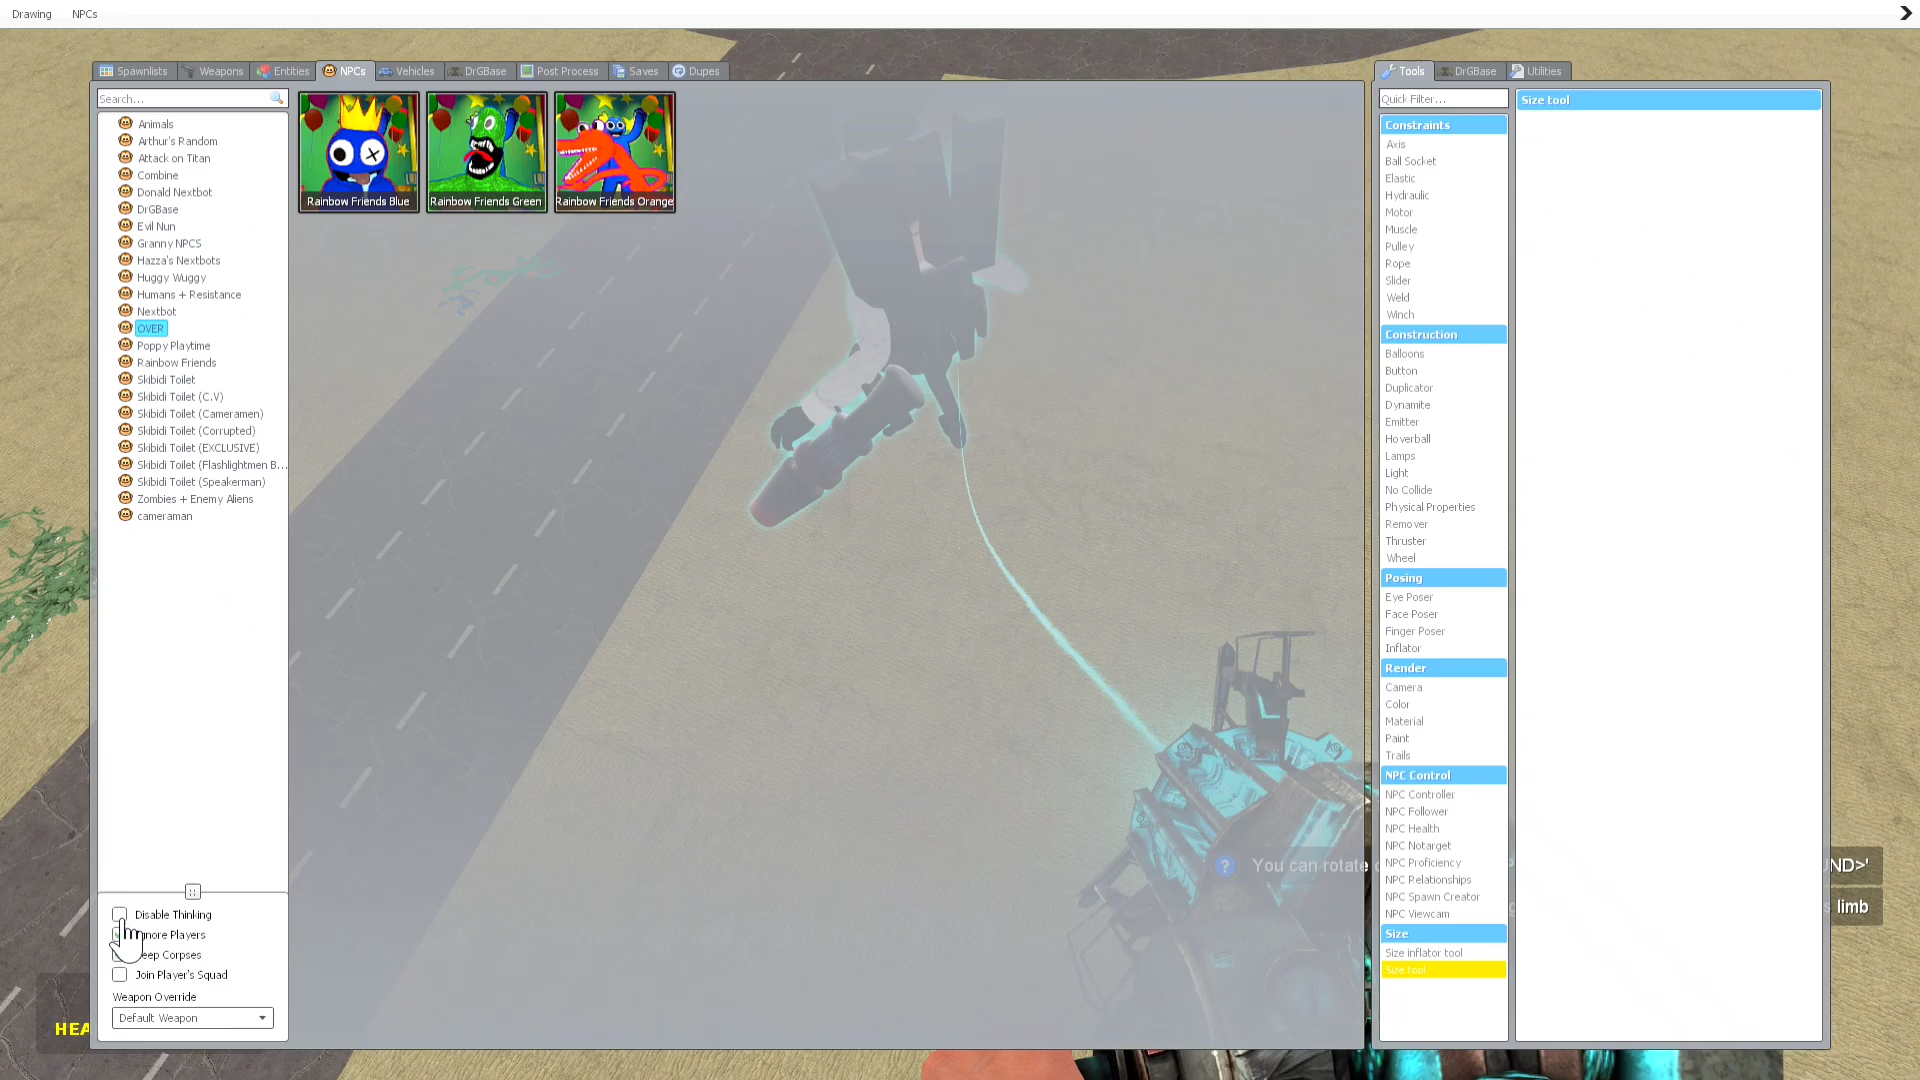 Drawing NPCs
Spawnlists Weapons Entities NPCs Vehicles DrGBase Post Process Saves Dupes
Tools DrGBase Utilities
Search...
Animals
Arthur's Random
Attack on Titan
Combine
Donald Nextbot
DrGBase
Evil Nun
Granny NPCS
Hazza's Nextbots
Huggy Wuggy
Humans + Resistance
Nextbot
OVER
Poppy Playtime
Rainbow Friends
Skibidi Toilet
Skibidi Toilet (C.V)
Skibidi Toilet (Cameramen)
Skibidi Toilet (Corrupted)
Skibidi Toilet (EXCLUSIVE)
Skibidi Toilet (Flashlightmen B...
Skibidi Toilet (Speakerman)
Zombies + Enemy Aliens
cameraman
Disable Thinking
Ignore Players
Keep Corpses
Join Player's Squad
Weapon Override
Default Weapon
HEA
Rainbow Friends Blue
Rainbow Friends Green
Rainbow Friends Orange
You can rotate
Quick Filter...
Constraints
Axis
Ball Socket
Elastic
Hydraulic
Motor
Muscle
Pulley
Rope
Slider
Weld
Winch
Construction
Balloons
Button
Duplicator
Dynamite
Emitter
Hoverball
Lamps
Light
No Collide
Physical Properties
Remover
Thruster
Wheel
Posing
Eye Poser
Face Poser
Finger Poser
Inflator
Render
Camera
Color
Material
Paint
Trails
NPC Control
NPC Controller
NPC Follower
NPC Health
NPC Notarget
NPC Proficiency
NPC Relationships
NPC Spawn Creator
NPC Viewcam
Size
Size inflator tool
Size tool
Size tool
ND>'
limb